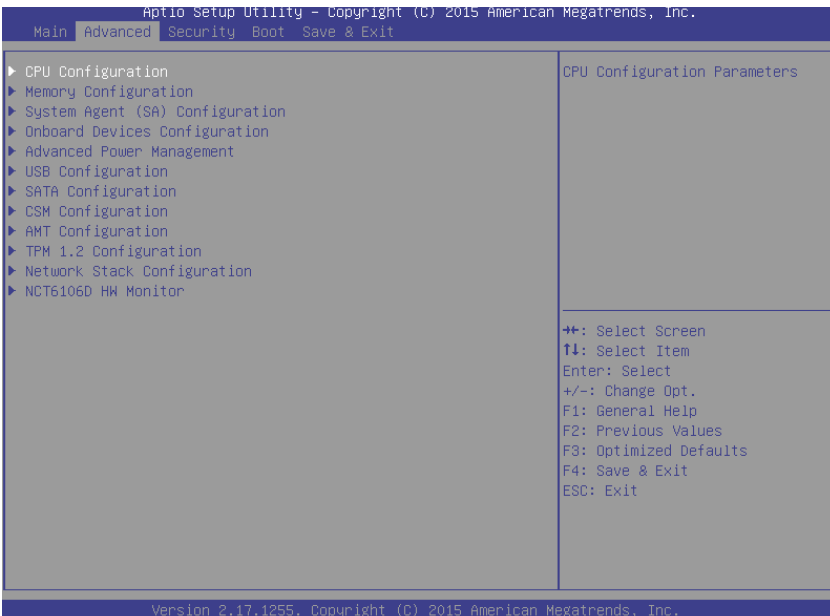 Aptio Setup Utility – Copyright (C) 2015 American Megatrends, Inc.
Main Advanced Security Boot Save & Exit
CPU Configuration
Memory Configuration
System Agent (SA) Configuration
Onboard Devices Configuration
Advanced Power Management
USB Configuration
SATA Configuration
CSM Configuration
AMT Configuration
TPM 1.2 Configuration
Network Stack Configuration
NCT6106D HW Monitor
CPU Configuration Parameters
→←: Select Screen
↑↓: Select Item
Enter: Select
+/-: Change Opt.
F1: General Help
F2: Previous Values
F3: Optimized Defaults
F4: Save & Exit
ESC: Exit
Version 2.17.1255. Copyright (C) 2015 American Megatrends, Inc.